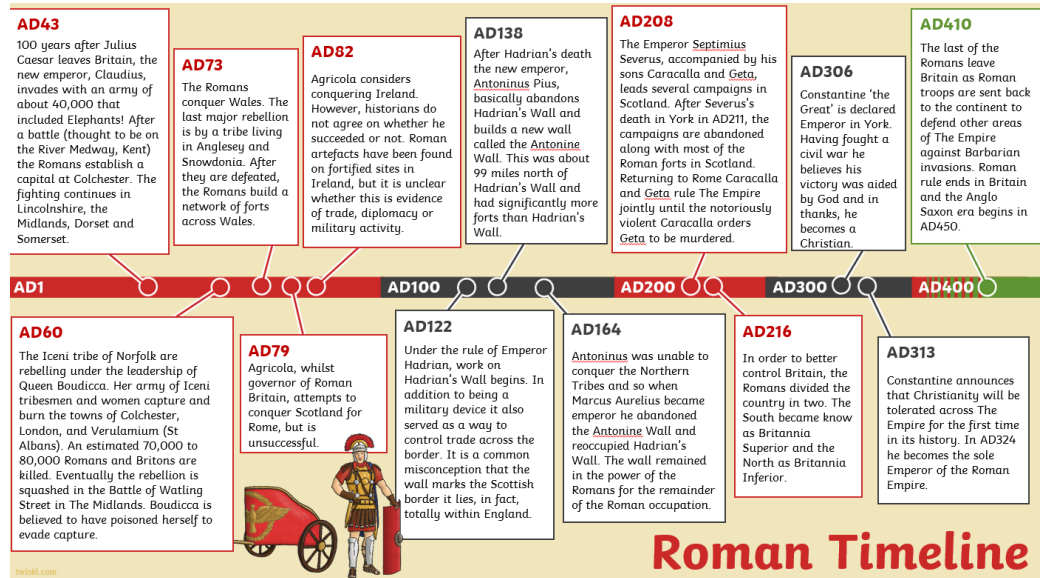 AD43
100 years after Julius
Caesar leaves Britain, the
new emperor, Claudius,
invades with an army of
about 40,000 that
included Elephants! After
a battle (thought to be on
the River Medway, Kent)
the Romans establish a
capital at Colchester. The
fighting continues in
Lincolnshire, the
Midlands, Dorset and
Somerset.
AD73
The Romans
conquer Wales. The
last major rebellion
is by a tribe living
in Anglesey and
Snowdonia. After
they are defeated,
the Romans build a
network of forts
across Wales.
AD82
Agricola considers
conquering Ireland.
However, historians do
not agree on whether he
succeeded or not. Roman
artefacts have been found
on fortified sites in
Ireland, but it is unclear
whether this is evidence
of trade, diplomacy or
military activity.
AD138
After Hadrian's death
the new emperor,
Antoninus Pius,
basically abandons
Hadrian's Wall and
builds a new wall
called the Antonine
Wall. This was about
99 miles north of
Hadrian's Wall and
had significantly more
forts than Hadrian's
Wall.
AD208
The Emperor Septimius
Severus, accompanied by his
sons Caracalla and Geta,
leads several campaigns in
Scotland. After Severus's
death in York in AD211, the
campaigns are abandoned
along with most of the
Roman forts in Scotland.
Returning to Rome Caracalla
and Geta rule The Empire
jointly until the notoriously
violent Caracalla orders
Geta to be murdered.
AD306
Constantine 'the
Great' is declared
Emperor in York.
Having fought a
civil war he
believes his
victory was aided
by God and in
thanks, he
becomes a
Christian.
AD410
The last of the
Romans leave
Britain as Roman
troops are sent back
to the continent to
defend other areas
of The Empire
against Barbarian
invasions. Roman
rule ends in Britain
and the Anglo
Saxon era begins in
AD450.
AD1
AD100
AD200
AD300
AD400
AD60
The Iceni tribe of Norfolk are
rebelling under the leadership of
Queen Boudicca. Her army of Iceni
tribesmen and women capture and
burn the towns of Colchester,
London, and Verulamium (St
Albans). An estimated 70,000 to
80,000 Romans and Britons are
killed. Eventually the rebellion is
squashed in the Battle of Watling
Street in The Midlands. Boudicca is
believed to have poisoned herself to
evade capture.
AD79
Agricola, whilst
governor of Roman
Britain, attempts to
conquer Scotland for
Rome, but is
unsuccessful.
AD122
Under the rule of Emperor
Hadrian, work on
Hadrian's Wall begins. In
addition to being a
military device it also
served as a way to
control trade across the
border. It is a common
misconception that the
wall marks the Scottish
border it lies, in fact,
totally within England.
AD164
Antoninus was unable to
conquer the Northern
Tribes and so when
Marcus Aurelius became
emperor he abandoned
the Antonine Wall and
reoccupied Hadrian's
Wall. The wall remained
in the power of the
Romans for the remainder
of the Roman occupation.
AD216
In order to better
control Britain, the
Romans divided the
country in two. The
South became know
as Britannia
Superior and the
North as Britannia
Inferior.
AD313
Constantine announces
that Christianity will be
tolerated across The
Empire for the first time
in its history. In AD324
he becomes the sole
Emperor of the Roman
Empire.
Roman Timeline
twinkl.com